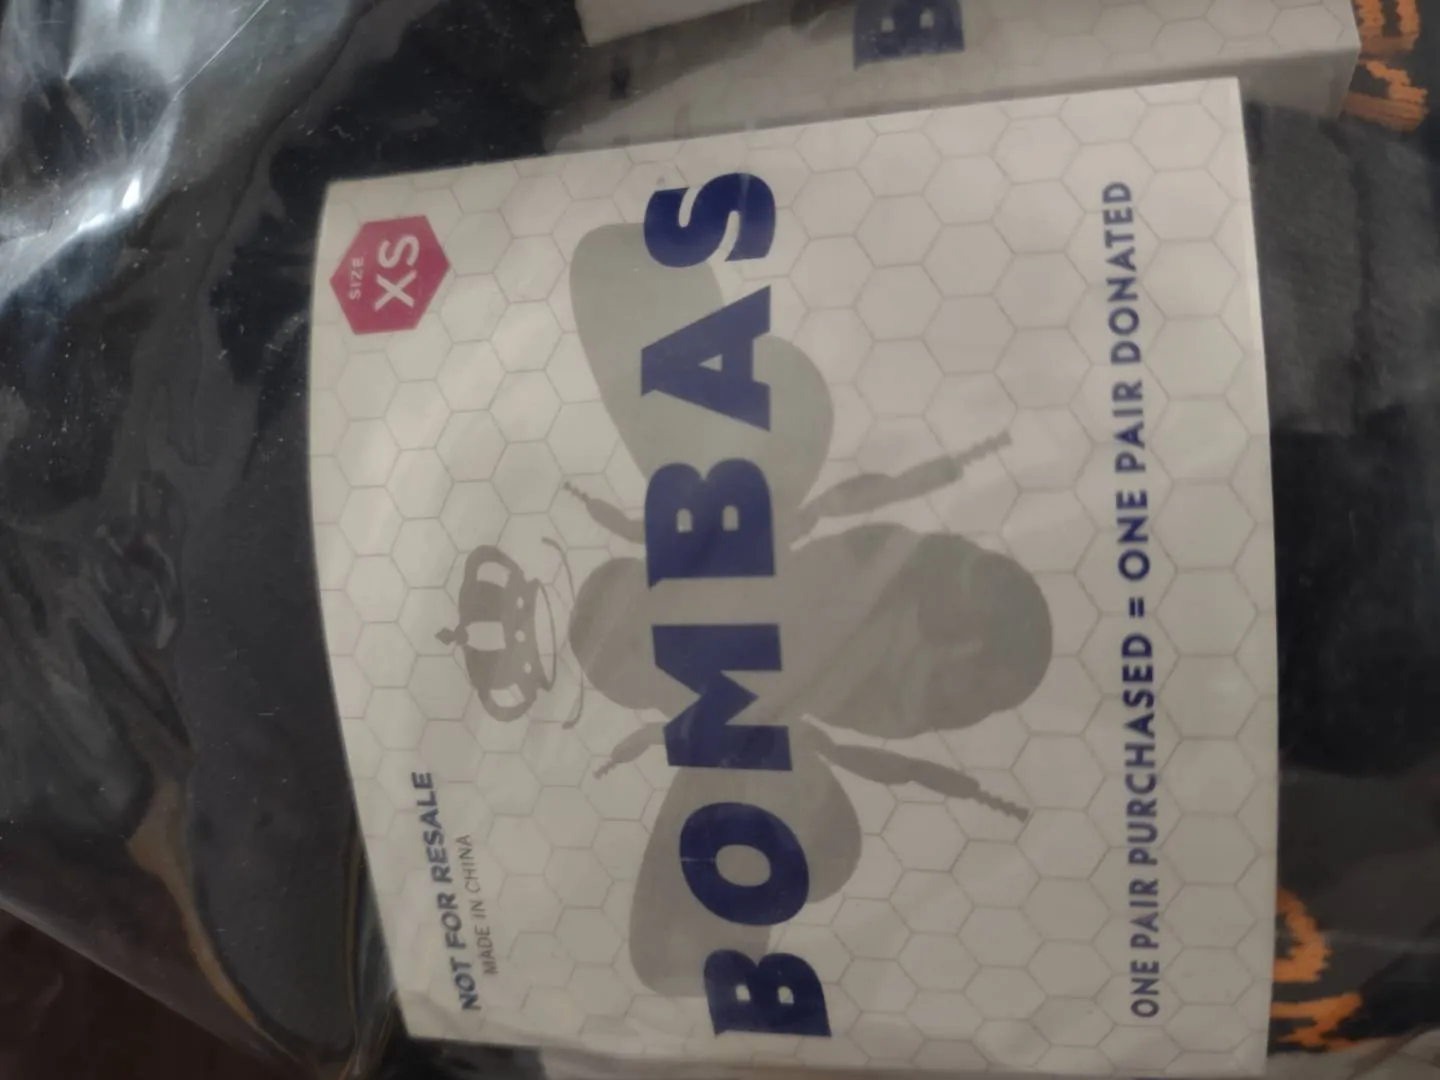 NOT FOR RESALE
MADE IN CHINA
SIZE
XS
BOMBAS
ONE PAIR PURCHASED = ONE PAIR DONATED
B